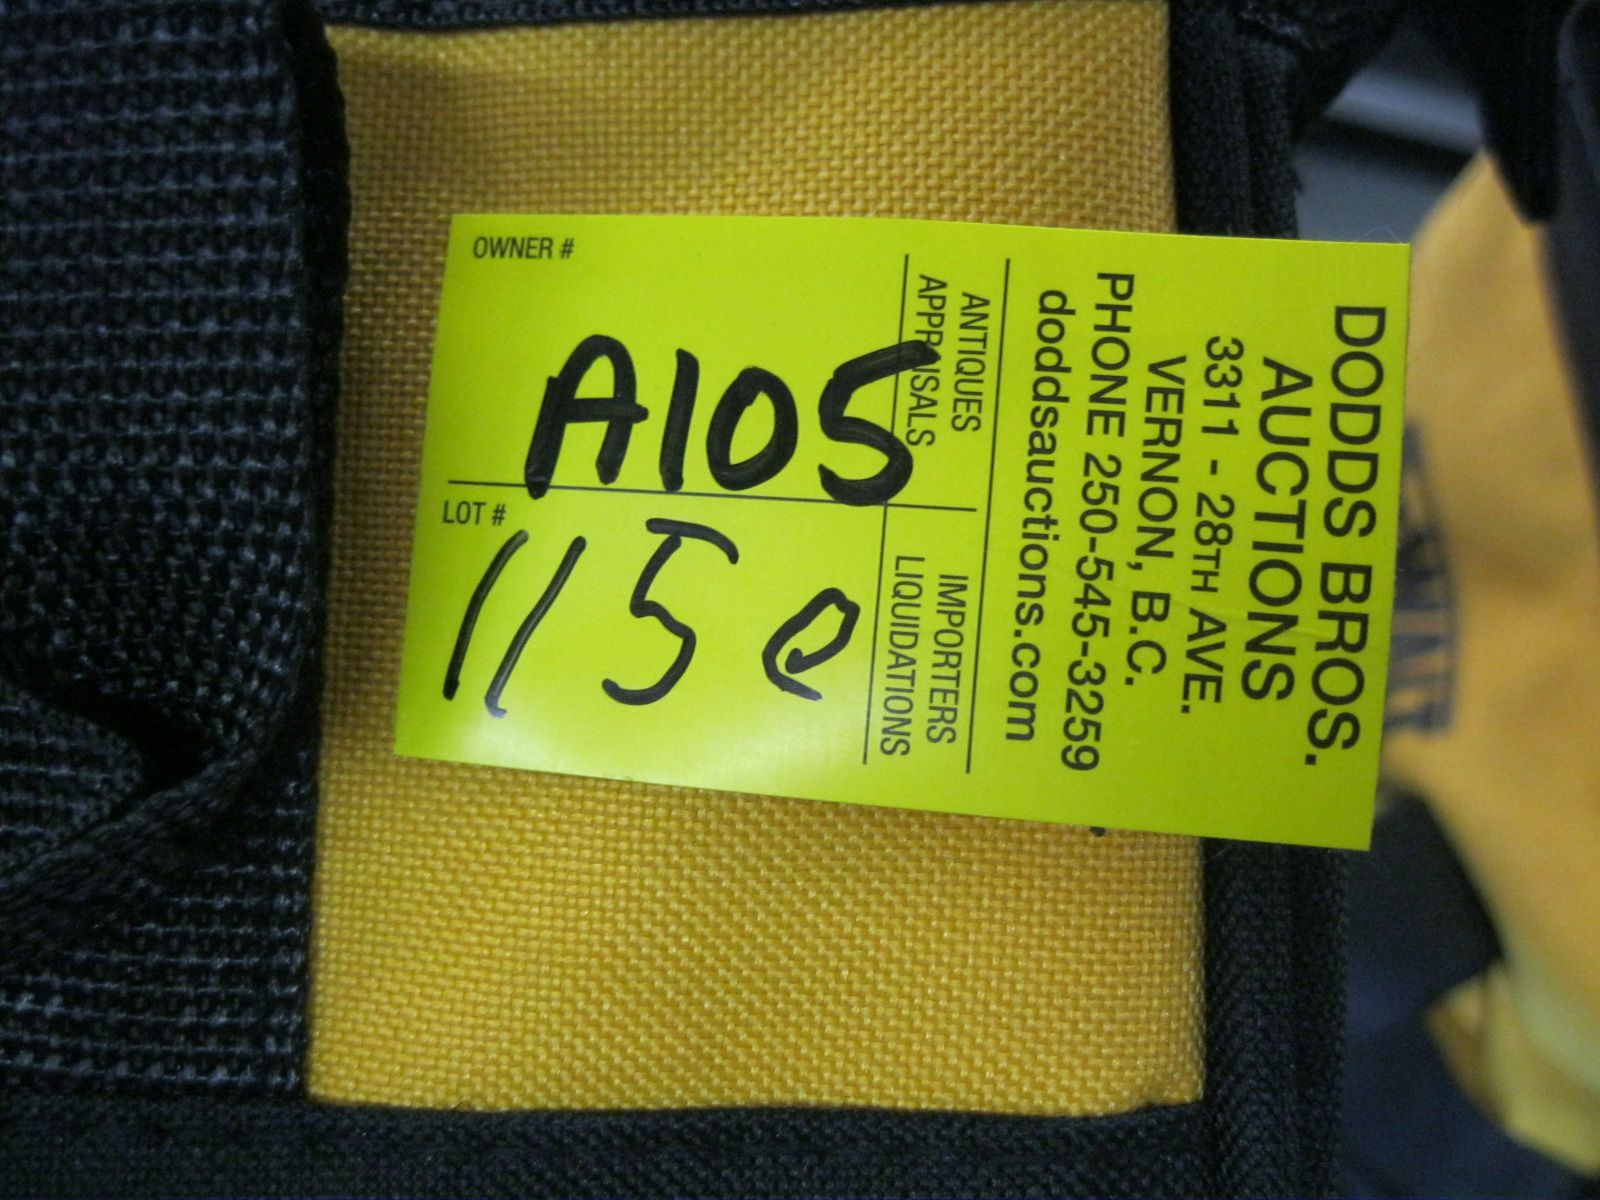 DODDS BROS.
AUCTIONS
3311 - 28TH AVE.
VERNON, B.C.
PHONE 250-545-3259
doddsauctions.com
ANTIQUES
APPRAISALS
IMPORTERS
LIQUIDATIONS
OWNER #
A105
LOT #
115e